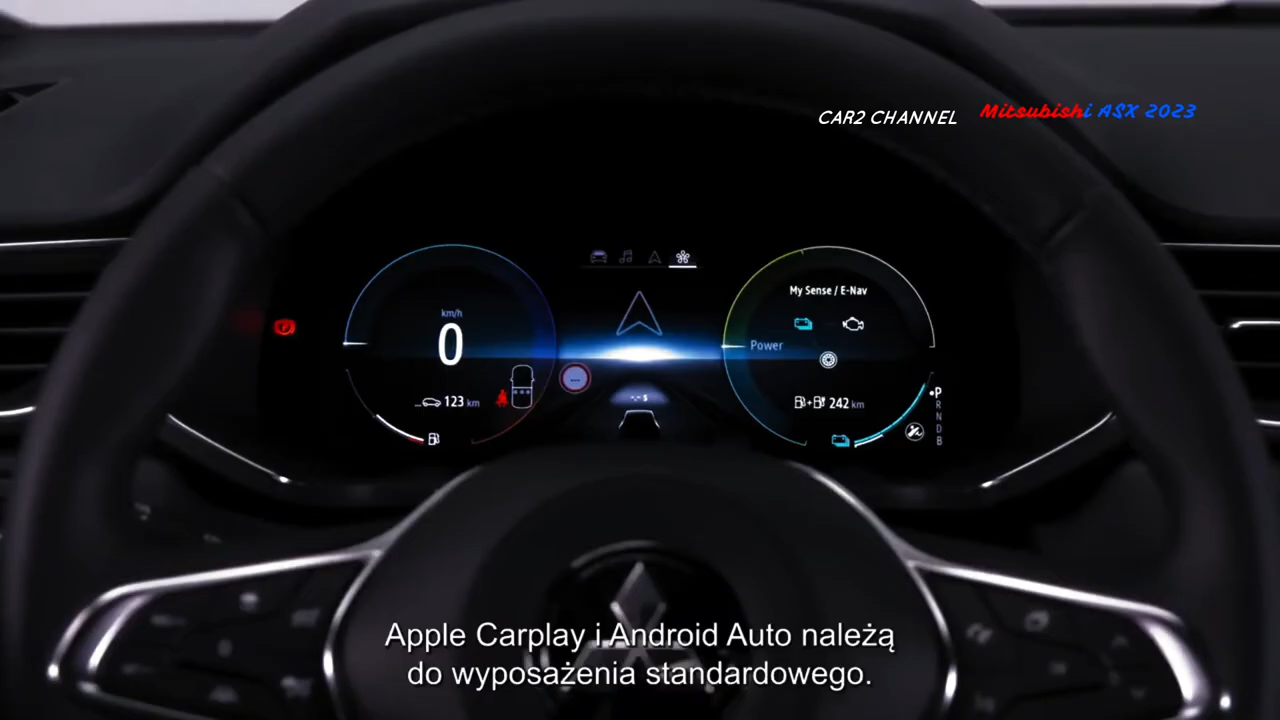 CAR2 CHANNEL
Mitsubishi ASX 2023
km/h
0
123 km
--- s
My Sense / E-Nav
Power
242 km
P
R
N
D
B
Apple Carplay i Android Auto należą
do wyposażenia standardowego.